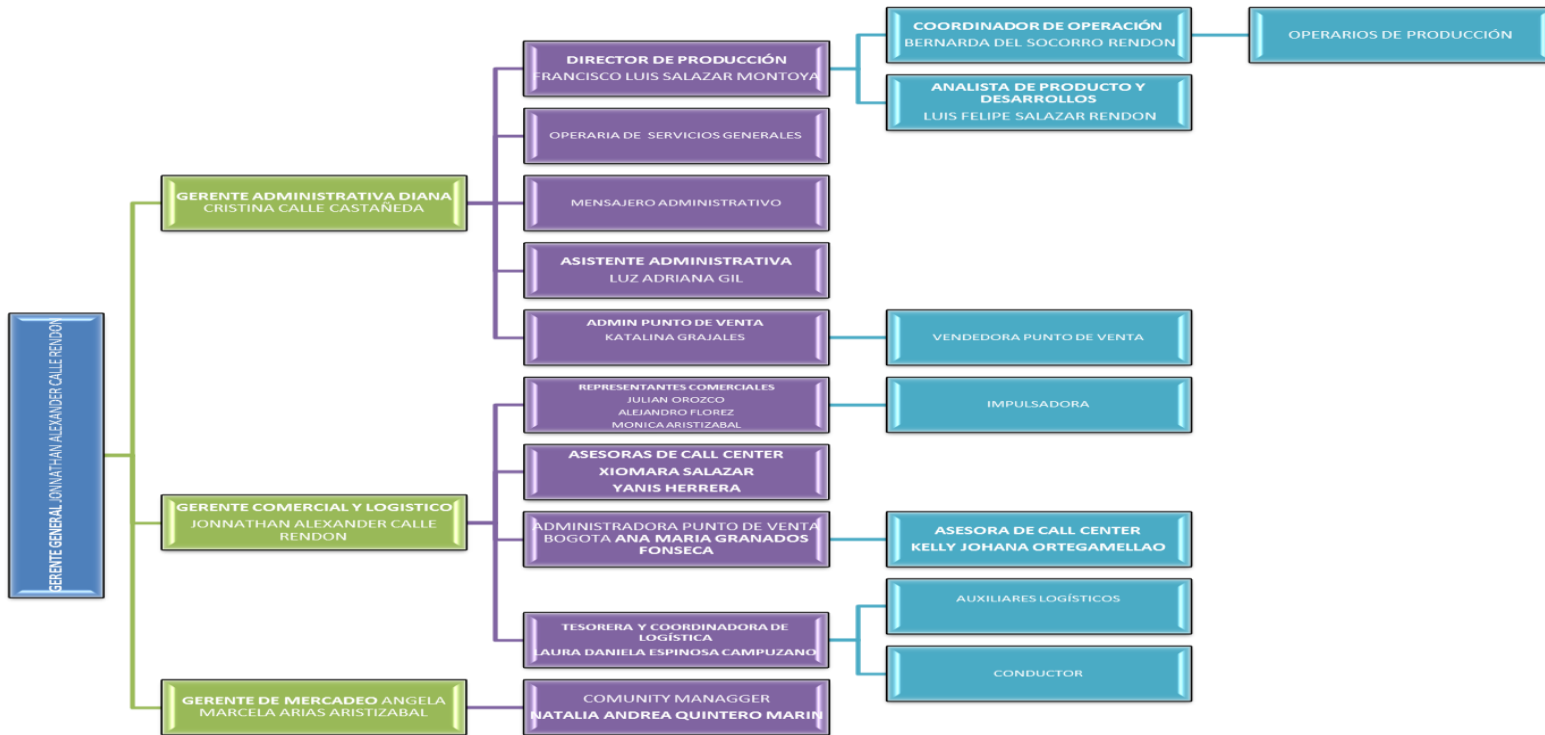 GERENTE GENERAL JONNATHAN ALEXANDER CALLE RENDON
GERENTE ADMINISTRATIVA DIANA
CRISTINA CALLE CASTAÑEDA
DIRECTOR DE PRODUCCIÓN
FRANCISCO LUIS SALAZAR MONTOYA
COORDINADOR DE OPERACIÓN
BERNARDA DEL SOCORRO RENDON
OPERARIOS DE PRODUCCIÓN
ANALISTA DE PRODUCTO Y
DESARROLLOS
LUIS FELIPE SALAZAR RENDON
OPERARIA DE SERVICIOS GENERALES
MENSAJERO ADMINISTRATIVO
ASISTENTE ADMINISTRATIVA
LUZ ADRIANA GIL
ADMIN PUNTO DE VENTA
KATALINA GRAJALES
VENDEDORA PUNTO DE VENTA
GERENTE COMERCIAL Y LOGISTICO
JONNATHAN ALEXANDER CALLE
RENDON
REPRESENTANTES COMERCIALES
JULIAN OROZCO
ALEJANDRO FLOREZ
MONICA ARISTIZABAL
IMPULSADORA
ASESORAS DE CALL CENTER
XIOMARA SALAZAR
YANIS HERRERA
ADMINISTRADORA PUNTO DE VENTA
BOGOTA ANA MARIA GRANADOS
FONSECA
ASESORA DE CALL CENTER
KELLY JOHANA ORTEGAMELLAO
TESORERA Y COORDINADORA DE
LOGÍSTICA
LAURA DANIELA ESPINOSA CAMPUZANO
AUXILIARES LOGÍSTICOS
CONDUCTOR
GERENTE DE MERCADEO ANGELA
MARCELA ARIAS ARISTIZABAL
COMUNITY MANAGGER
NATALIA ANDREA QUINTERO MARIN